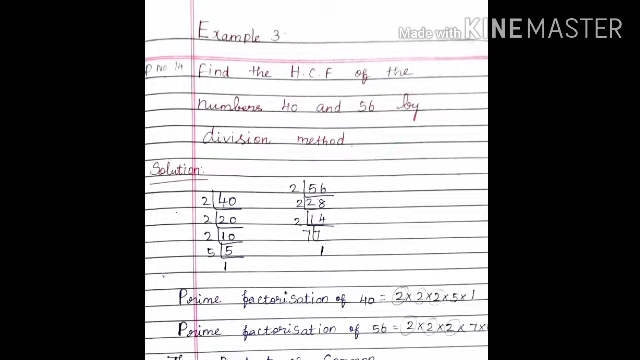 Example 3.
Made with KINEMASTER
P No 14
Find the H.C.F of the
numbers 40 and 56 by
division method.
Solution:
2 56
2 40 2 28
2 20 2 14
2 10 7 7
5 5 1
1
Prime factorisation of 40 = 2×2×2×5×1
Prime factorisation of 56 = 2×2×2×7×